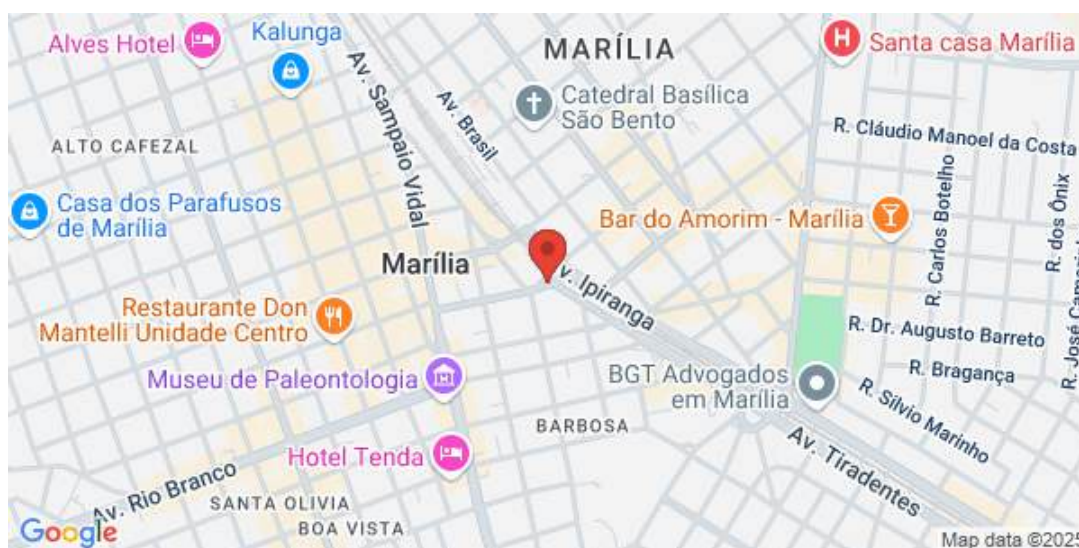 Alves Hotel
Kalunga
MARÍLIA
Santa casa Marília
Av. Sampaio Vidal
Av. Brasil
Catedral Basílica
São Bento
R. Cláudio Manoel da Costa
ALTO CAFEZAL
R. Carlos Botelho
R. dos Ônix
Casa dos Parafusos
de Marília
Bar do Amorim - Marília
Marília
v. Ipiranga
Restaurante Don
Mantelli Unidade Centro
R. Dr. Augusto Barreto
R. José
Museu de Paleontologia
BGT Advogados
em Marília
R. Bragança
R. Silvio Marinho
BARBOSA
Hotel Tenda
Av. Tiradentes
Av. Rio Branco
SANTA OLIVIA
BOA VISTA
Google
Map data ©2025